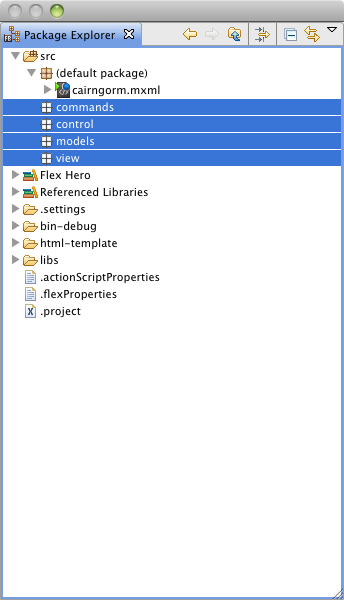 Package Explorer
src
(default package)
cairngorm.mxml
commands
control
models
view
Flex Hero
Referenced Libraries
.settings
bin-debug
html-template
libs
.actionScriptProperties
.flexProperties
.project